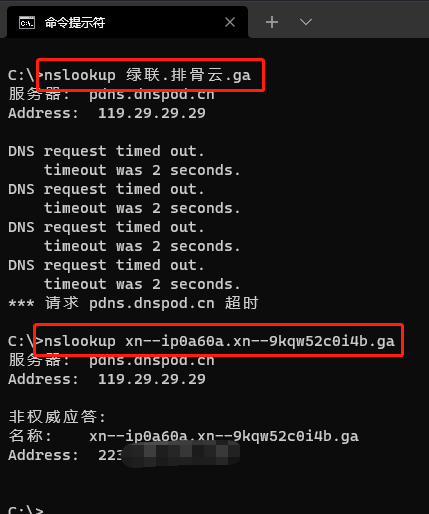 命令提示符
C:\>nslookup 绿联.排骨云.ga
服务器:  pdns.dnspod.cn
Address:  119.29.29.29
DNS request timed out.
    timeout was 2 seconds.
DNS request timed out.
    timeout was 2 seconds.
DNS request timed out.
    timeout was 2 seconds.
DNS request timed out.
    timeout was 2 seconds.
*** 请求 pdns.dnspod.cn 超时
C:\>nslookup xn--ip0a60a.xn--9kqw52c0i4b.ga
服务器:  pdns.dnspod.cn
Address:  119.29.29.29
非权威应答:
名称:    xn--ip0a60a.xn--9kqw52c0i4b.ga
Address:  223
C:\>